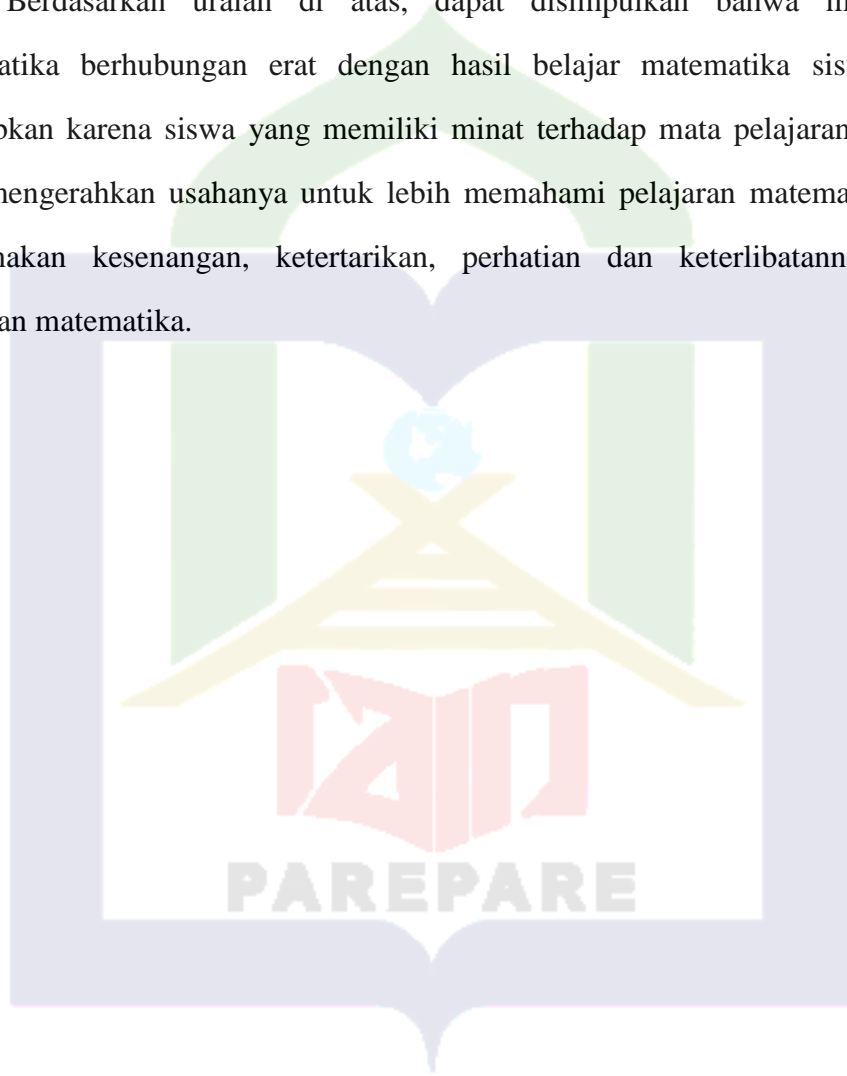 Berdasarkan uraian di atas, dapat disimpulkan bahwa
atika berhubungan erat dengan hasil belajar matematika
bkan karena siswa yang memiliki minat terhadap mata pelajaran
mengerahkan usahanya untuk lebih memahami pelajaran
nakan kesenangan, ketertarikan, perhatian dan
an matematika.
iain
PAREPARE